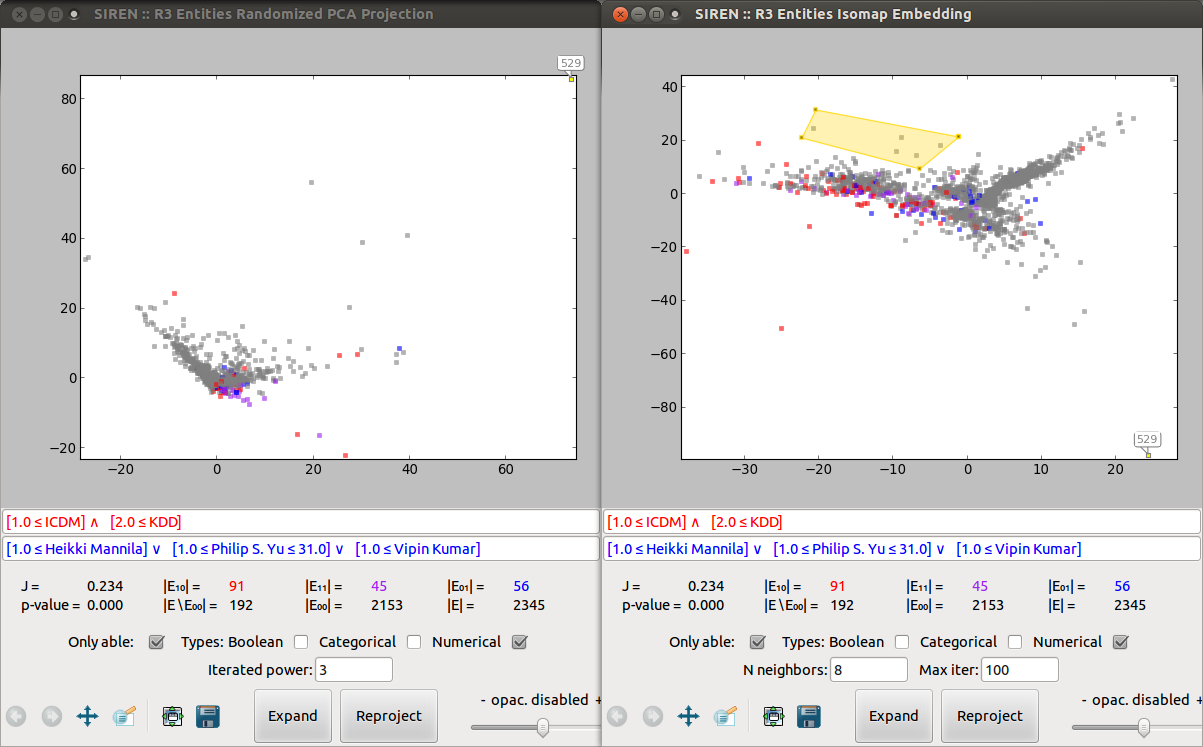 SIREN :: R3 Entities Randomized PCA Projection
529
80
60
40
20
0
−20
−20 0 20 40 60
[1.0 ≤ ICDM] ∧ [2.0 ≤ KDD]
[1.0 ≤ Heikki Mannila] ∨ [1.0 ≤ Philip S. Yu ≤ 31.0] ∨ [1.0 ≤ Vipin Kumar]
J = 0.234 |E₁₀| = 91 |E₁₁| = 45 |E₀₁| = 56
p-value = 0.000 |E\E₀₀| = 192 |E₀₀| = 2153 |E| = 2345
Only able: Types: Boolean Categorical Numerical
Iterated power: 3
- opac. disabled +
Expand Reproject
SIREN :: R3 Entities Isomap Embedding
40
20
0
−20
−40
−60
−80
529
−30 −20 −10 0 10 20
[1.0 ≤ ICDM] ∧ [2.0 ≤ KDD]
[1.0 ≤ Heikki Mannila] ∨ [1.0 ≤ Philip S. Yu ≤ 31.0] ∨ [1.0 ≤ Vipin Kumar]
J = 0.234 |E₁₀| = 91 |E₁₁| = 45 |E₀₁| = 56
p-value = 0.000 |E\E₀₀| = 192 |E₀₀| = 2153 |E| = 2345
Only able: Types: Boolean Categorical Numerical
N neighbors: 8 Max iter: 100
- opac. disabled +
Expand Reproject